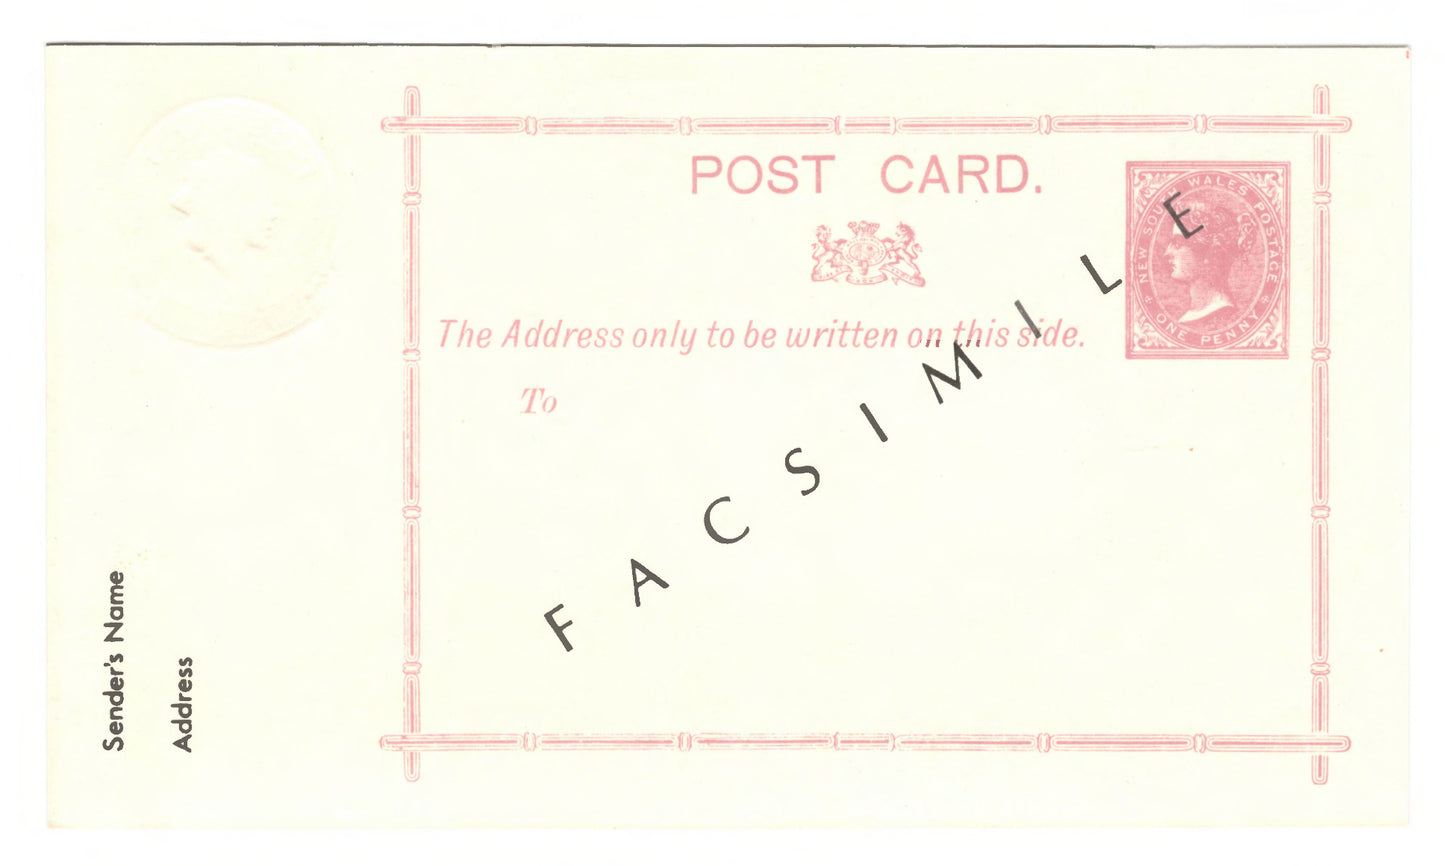 POST CARD.
NEW SOUTH WALES POSTAGE
ONE PENNY
The Address only to be written on this side.
To
FACSIMILE
Sender's Name
Address